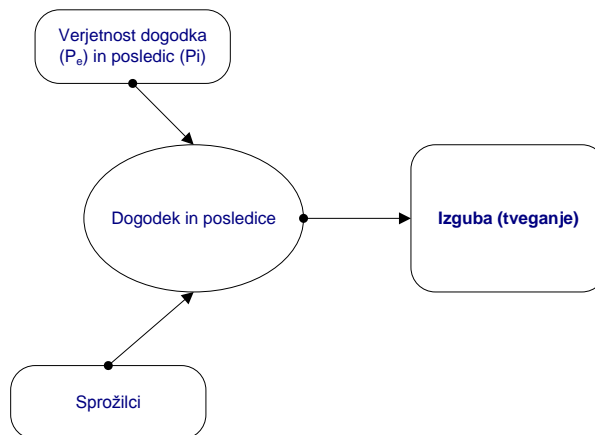 Verjetnost dogodka
(Pₑ) in posledic (Pi)
Dogodek in posledice
Izguba (tveganje)
Sprožilci